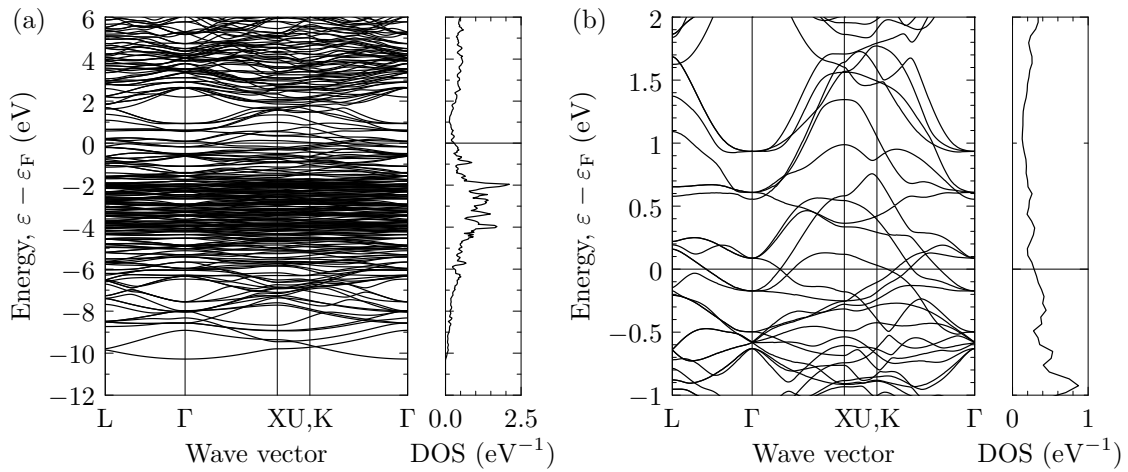 (a)
6
4
2
0
−2
−4
−6
−8
−10
−12
Energy, ε − εF (eV)
L Γ XU,K Γ
Wave vector
0.0 2.5
DOS (eV−1)
(b)
2
1.5
1
0.5
0
−0.5
−1
Energy, ε − εF (eV)
L Γ XU,K Γ
Wave vector
0 1
DOS (eV−1)